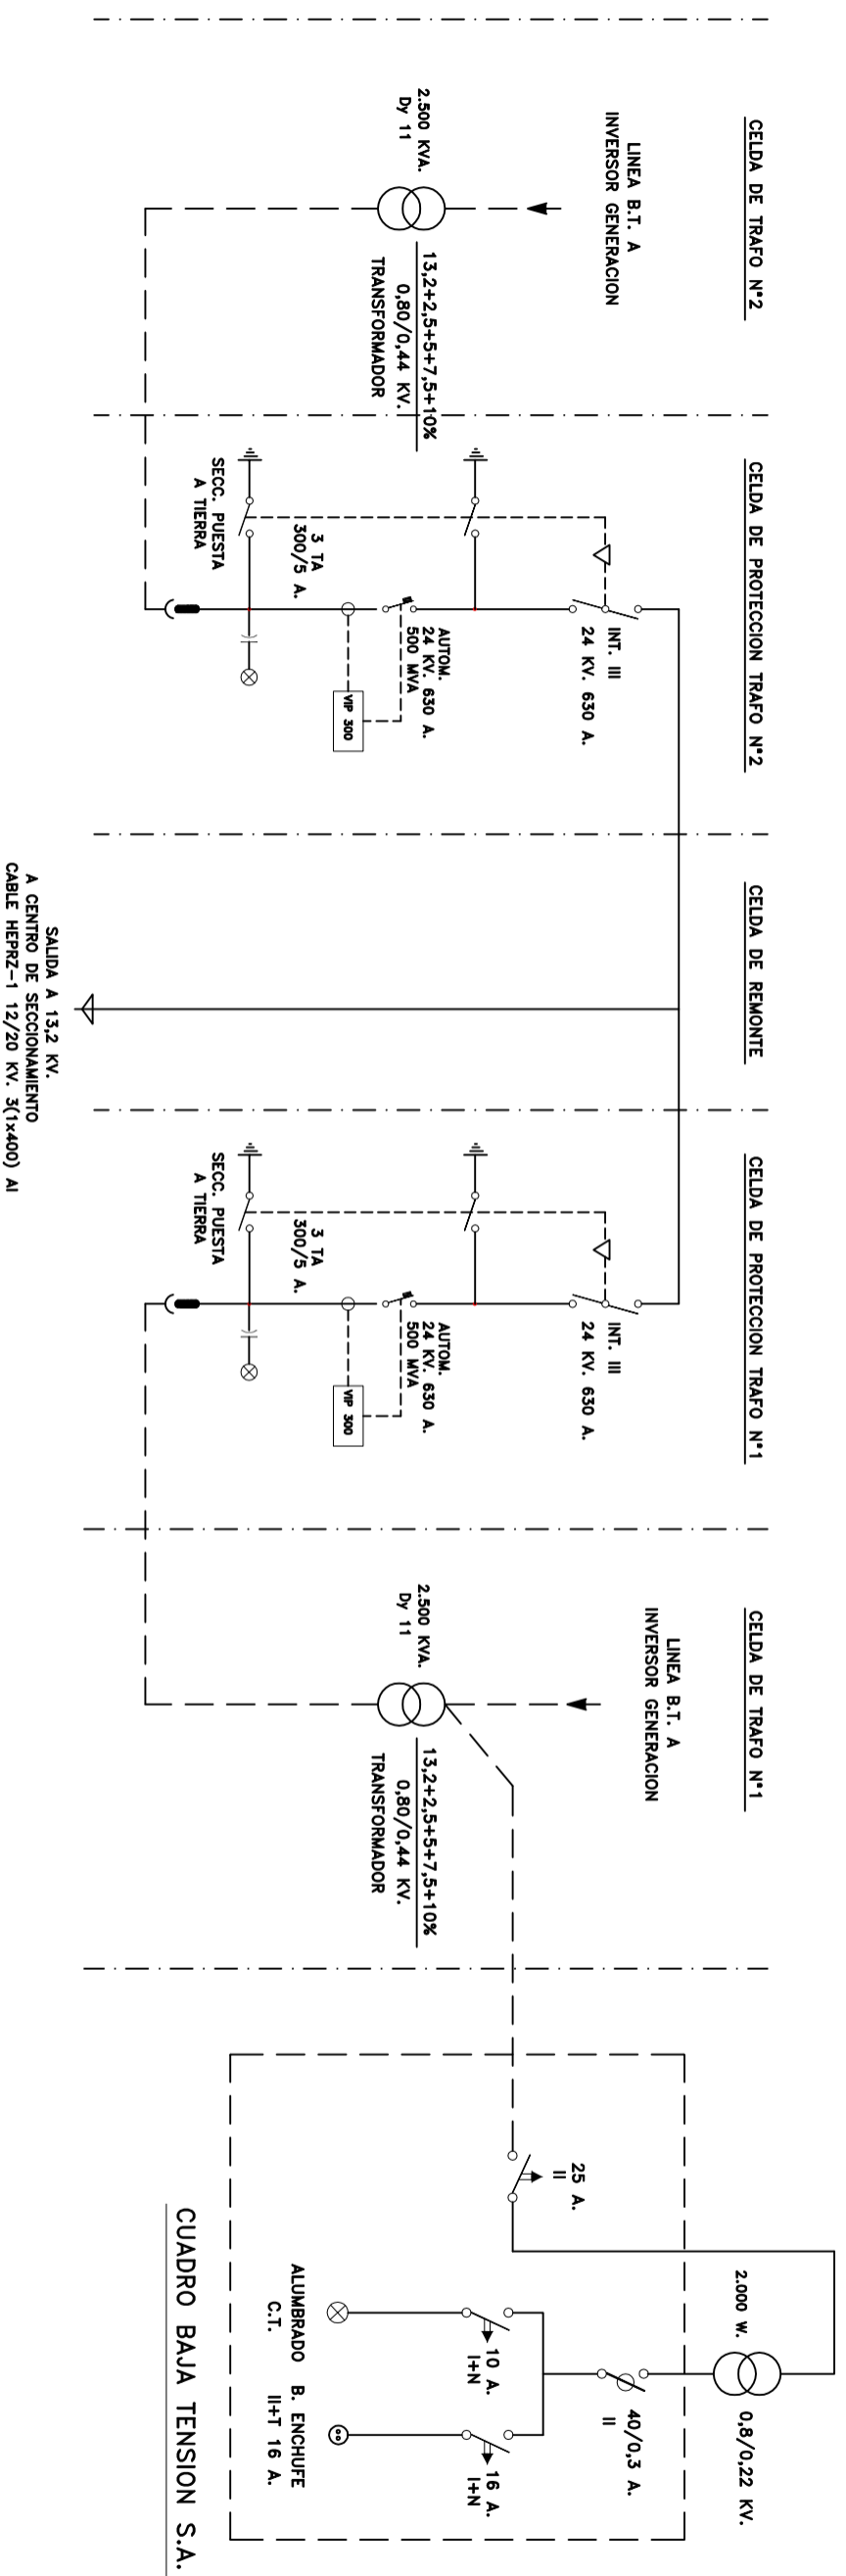 CELDA DE TRAFO N°2
LINEA B.T. A
INVERSOR GENERACION
2.500 KVA.
Dy 11
13,2+2,5+5+7,5+10%
0,80/0,44 KV.
TRANSFORMADOR
CELDA DE PROTECCION TRAFO N°2
INT. III
24 KV. 630 A.
AUTOM.
24 KV. 630 A.
500 MVA
3 TA
300/5 A.
VIP 300
SECC. PUESTA
A TIERRA
CELDA DE REMONTE
SALIDA A 13,2 KV.
A CENTRO DE SECCIONAMIENTO
CABLE HEPRZ-1 12/20 KV. 3(1x400) Al
CELDA DE PROTECCION TRAFO N°1
INT. III
24 KV. 630 A.
AUTOM.
24 KV. 630 A.
500 MVA
3 TA
300/5 A.
VIP 300
SECC. PUESTA
A TIERRA
CELDA DE TRAFO N°1
LINEA B.T. A
INVERSOR GENERACION
2.500 KVA.
Dy 11
13,2+2,5+5+7,5+10%
0,80/0,44 KV.
TRANSFORMADOR
2.000 W.
0,8/0,22 KV.
25 A.
II
40/0,3 A.
II
10 A.
I+N
16 A.
I+N
ALUMBRADO
C.T.
B. ENCHUFE
II+T 16 A.
CUADRO BAJA TENSION S.A.